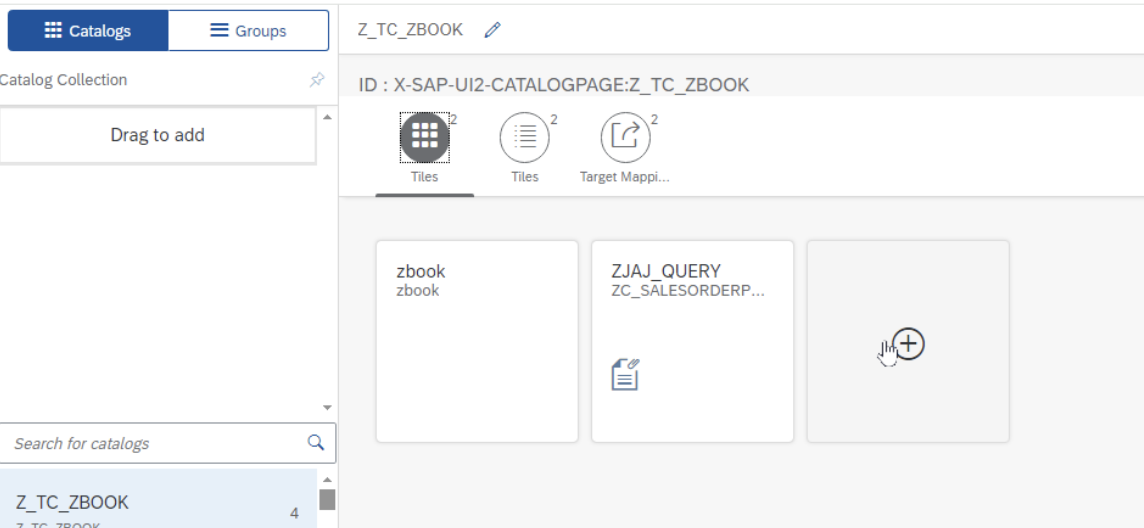 Catalogs
Groups
Z_TC_ZBOOK
Catalog Collection
ID : X-SAP-UI2-CATALOGPAGE:Z_TC_ZBOOK
Drag to add
2
2
2
Tiles
Tiles
Target Mappi...
zbook
zbook
ZJAJ_QUERY
ZC_SALESORDERP...
Search for catalogs
Z_TC_ZBOOK
4
Z_TC_ZBOOK